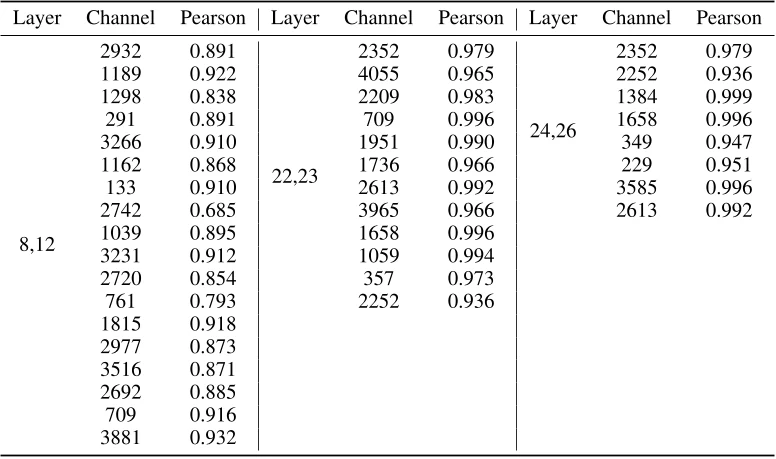 Layer Channel Pearson Layer Channel Pearson Layer Channel Pearson
2932 0.891 2352 0.979 2352 0.979
1189 0.922 4055 0.965 2252 0.936
1298 0.838 2209 0.983 1384 0.999
291 0.891 709 0.996 1658 0.996
24,26
3266 0.910 1951 0.990 349 0.947
1162 0.868 1736 0.966 229 0.951
22,23
133 0.910 2613 0.992 3585 0.996
2742 0.685 3965 0.966 2613 0.992
1039 0.895 1658 0.996
8,12
3231 0.912 1059 0.994
2720 0.854 357 0.973
761 0.793 2252 0.936
1815 0.918
2977 0.873
3516 0.871
2692 0.885
709 0.916
3881 0.932